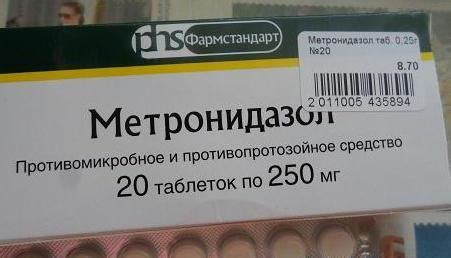 phs Фармстандарт
Метронидазол таб. 0,25г
№20
8.70
2 011005 435894
Метронидазол
Противомикробное и противопротозойное средство
20 таблеток по 250 мг